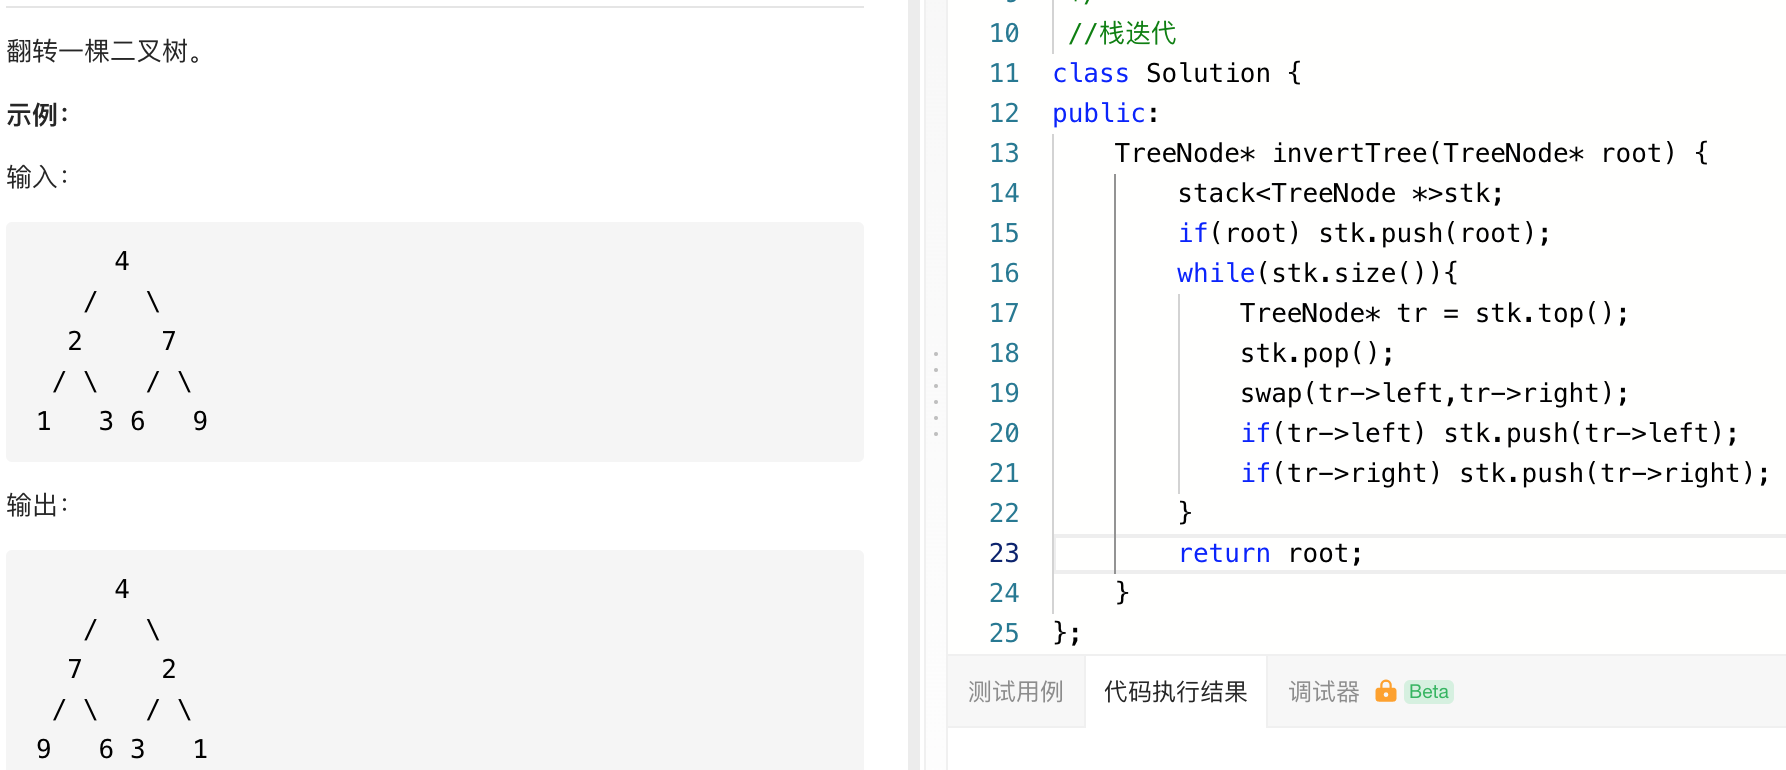 翻转一棵二叉树。
示例：
输入：
4
/ \
2 7
/ \ / \
1 3 6 9
输出：
4
/ \
7 2
/ \ / \
9 6 3 1
10 //栈迭代
11 class Solution {
12 public:
13 TreeNode* invertTree(TreeNode* root) {
14 stack<TreeNode *>stk;
15 if(root) stk.push(root);
16 while(stk.size()){
17 TreeNode* tr = stk.top();
18 stk.pop();
19 swap(tr->left,tr->right);
20 if(tr->left) stk.push(tr->left);
21 if(tr->right) stk.push(tr->right);
22 }
23 return root;
24 }
25 };
测试用例 代码执行结果 调试器 Beta